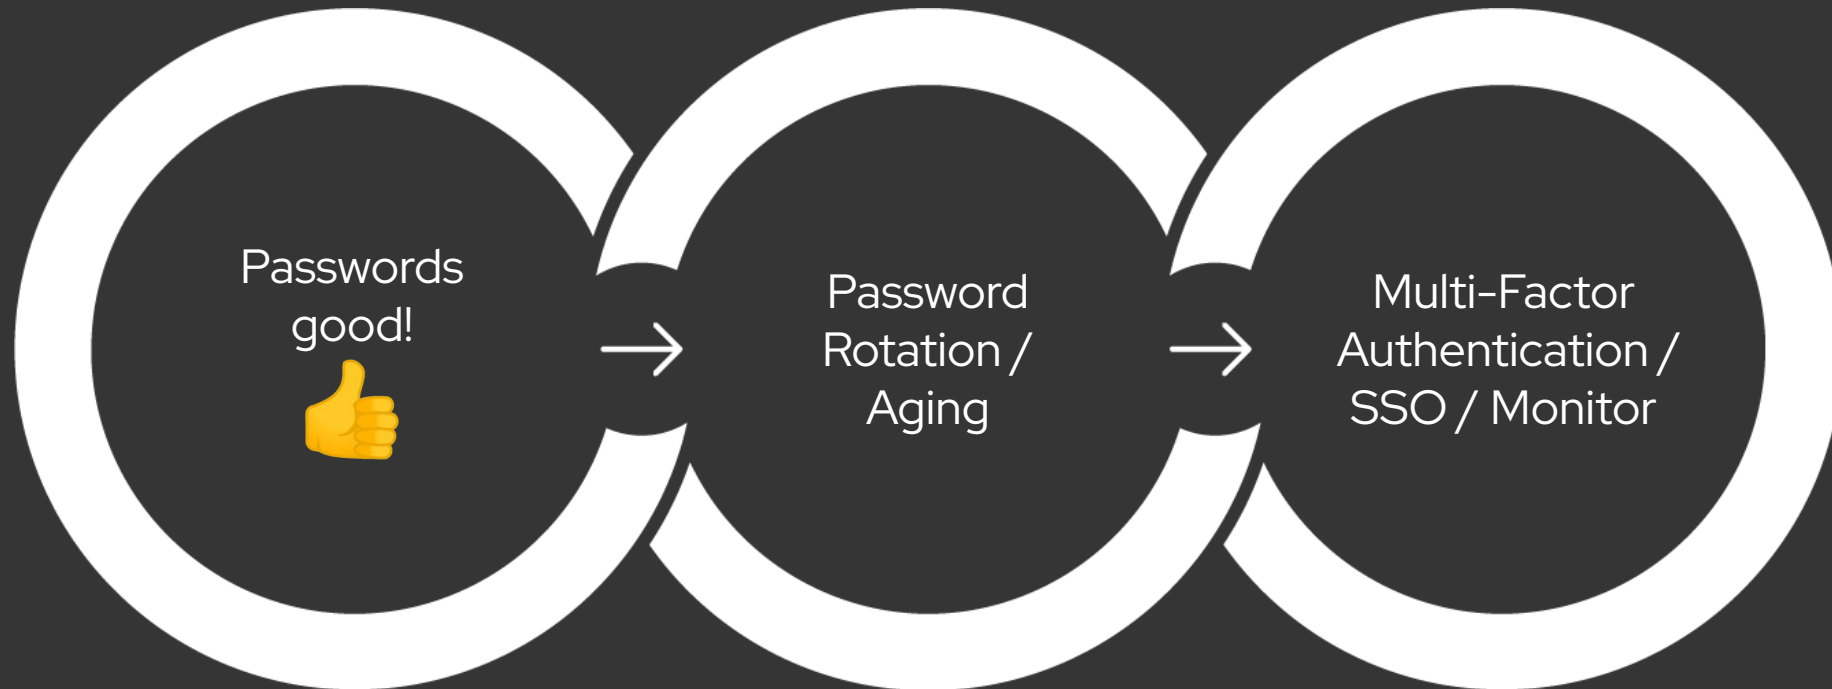 Passwords
good!
👍
Password
Rotation /
Aging
Multi-Factor
Authentication /
SSO / Monitor